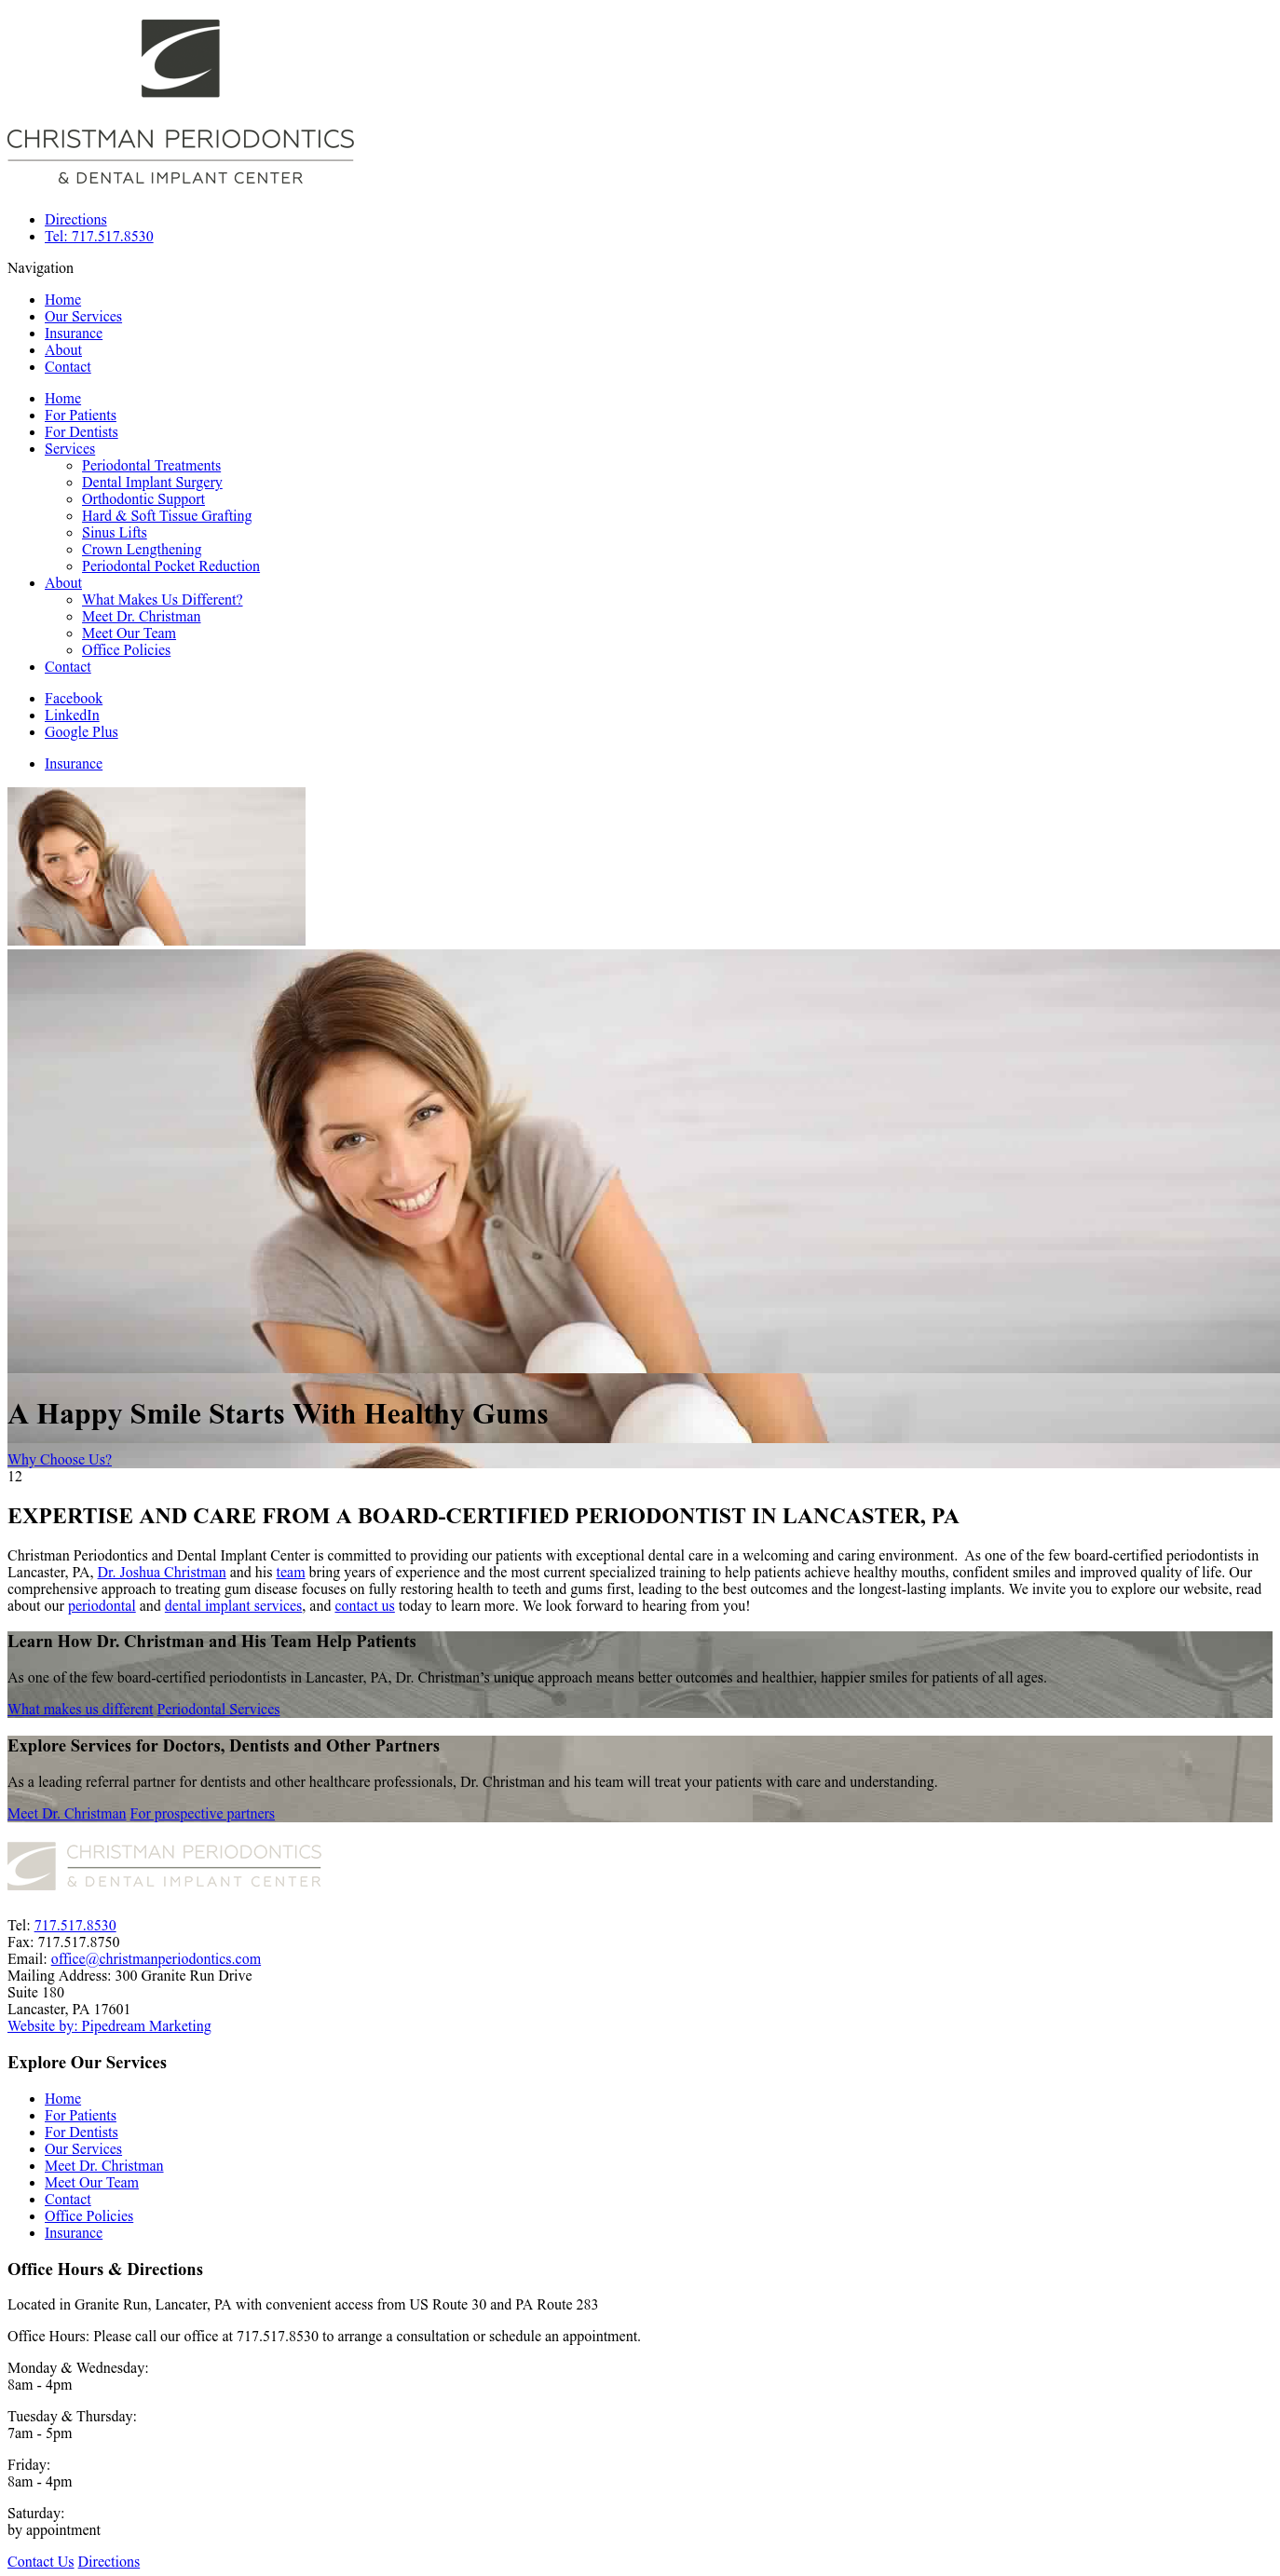 CHRISTMAN PERIODONTICS
& DENTAL IMPLANT CENTER
Directions
Tel: 717.517.8530
Navigation
Home
Our Services
Insurance
About
Contact
Home
For Patients
For Dentists
Services
Periodontal Treatments
Dental Implant Surgery
Orthodontic Support
Hard & Soft Tissue Grafting
Sinus Lifts
Crown Lengthening
Periodontal Pocket Reduction
About
What Makes Us Different?
Meet Dr. Christman
Meet Our Team
Office Policies
Contact
Facebook
LinkedIn
Google Plus
Insurance
A Happy Smile Starts With Healthy Gums
Why Choose Us?
12
EXPERTISE AND CARE FROM A BOARD-CERTIFIED PERIODONTIST IN LANCASTER, PA
Christman Periodontics and Dental Implant Center is committed to providing our patients with exceptional dental care in a welcoming and caring environment.  As one of the few board-certified periodontists in
Lancaster, PA, Dr. Joshua Christman and his team bring years of experience and the most current specialized training to help patients achieve healthy mouths, confident smiles and improved quality of life. Our
comprehensive approach to treating gum disease focuses on fully restoring health to teeth and gums first, leading to the best outcomes and the longest-lasting implants. We invite you to explore our website, read
about our periodontal and dental implant services, and contact us today to learn more. We look forward to hearing from you!
Learn How Dr. Christman and His Team Help Patients
As one of the few board-certified periodontists in Lancaster, PA, Dr. Christman’s unique approach means better outcomes and healthier, happier smiles for patients of all ages.
What makes us different Periodontal Services
Explore Services for Doctors, Dentists and Other Partners
As a leading referral partner for dentists and other healthcare professionals, Dr. Christman and his team will treat your patients with care and understanding.
Meet Dr. Christman For prospective partners
CHRISTMAN PERIODONTICS
& DENTAL IMPLANT CENTER
Tel: 717.517.8530
Fax: 717.517.8750
Email: office@christmanperiodontics.com
Mailing Address: 300 Granite Run Drive
Suite 180
Lancaster, PA 17601
Website by: Pipedream Marketing
Explore Our Services
Home
For Patients
For Dentists
Our Services
Meet Dr. Christman
Meet Our Team
Contact
Office Policies
Insurance
Office Hours & Directions
Located in Granite Run, Lancater, PA with convenient access from US Route 30 and PA Route 283
Office Hours: Please call our office at 717.517.8530 to arrange a consultation or schedule an appointment.
Monday & Wednesday:
8am - 4pm
Tuesday & Thursday:
7am - 5pm
Friday:
8am - 4pm
Saturday:
by appointment
Contact Us Directions